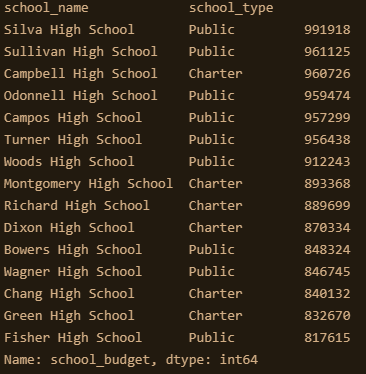 school_name             school_type
Silva High School       Public         991918
Sullivan High School    Public         961125
Campbell High School    Charter        960726
Odonnell High School    Public         959474
Campos High School      Public         957299
Turner High School      Public         956438
Woods High School       Public         912243
Montgomery High School  Charter        893368
Richard High School     Charter        889699
Dixon High School       Charter        870334
Bowers High School      Public         848324
Wagner High School      Public         846745
Chang High School       Charter        840132
Green High School       Charter        832670
Fisher High School      Public         817615
Name: school_budget, dtype: int64